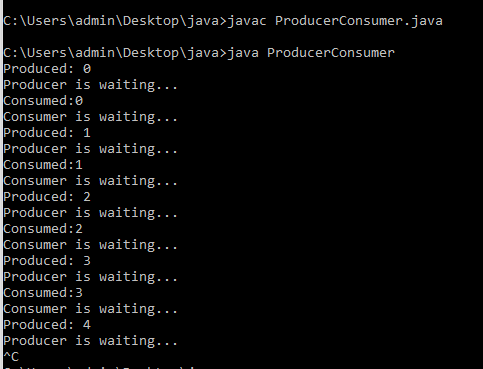 C:\Users\admin\Desktop\java>javac ProducerConsumer.java
C:\Users\admin\Desktop\java>java ProducerConsumer
Produced: 0
Producer is waiting...
Consumed:0
Consumer is waiting...
Produced: 1
Producer is waiting...
Consumed:1
Consumer is waiting...
Produced: 2
Producer is waiting...
Consumed:2
Consumer is waiting...
Produced: 3
Producer is waiting...
Consumed:3
Consumer is waiting...
Produced: 4
Producer is waiting...
^C